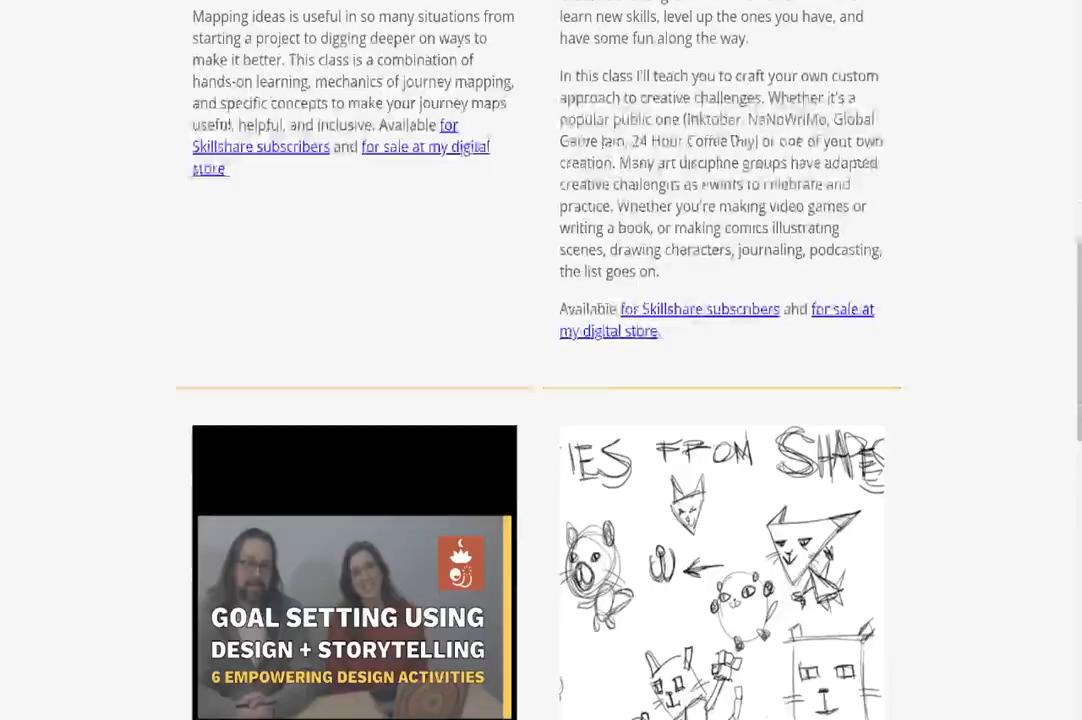 Mapping ideas is useful in so many situations from
starting a project to digging deeper on ways to
make it better. This class is a combination of
hands-on learning, mechanics of journey mapping,
and specific concepts to make your journey maps
useful, helpful, and inclusive. Available for
Skillshare subscribers and for sale at my digital
store
learn new skills, level up the ones you have, and
have some fun along the way.
In this class I'll teach you to craft your own custom
approach to creative challenges. Whether it's a
popular public one (Inktober, NaNoWriMo, Global
Game Jam, 24 Hour Comics Day) or one of your own
creation. Many art discipline groups have adapted
creative challenges as events to celebrate and
practice. Whether you're making video games or
writing a book, or making comics illustrating
scenes, drawing characters, journaling, podcasting,
the list goes on.
Available for Skillshare subscribers and for sale at
my digital store.
GOAL SETTING USING
DESIGN + STORYTELLING
6 EMPOWERING DESIGN ACTIVITIES
IES FROM SHAPES